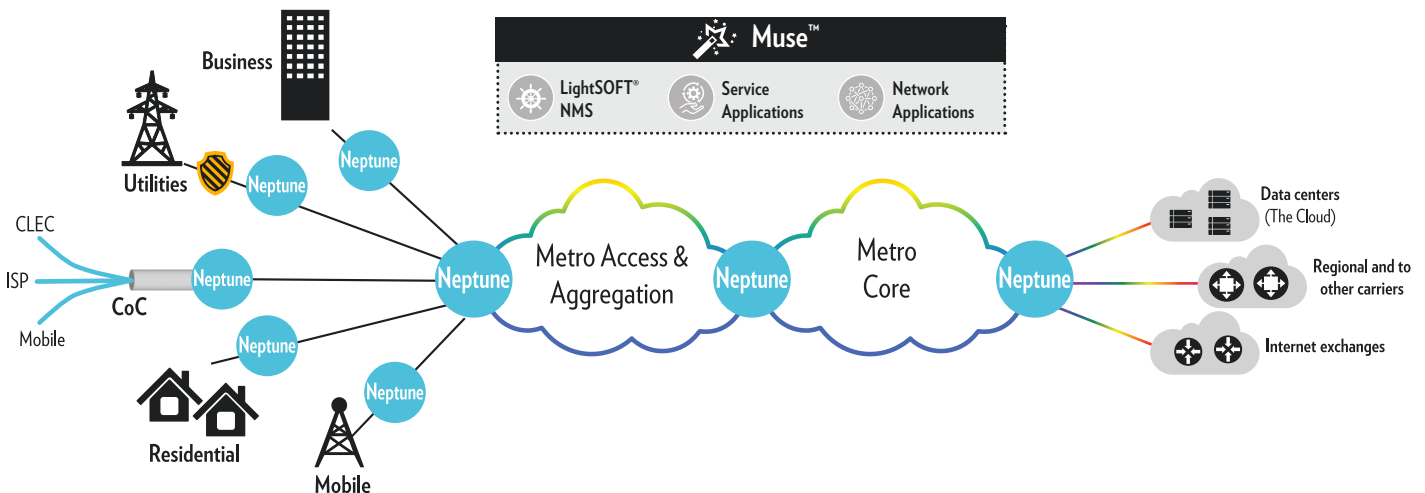 Muse™
LightSOFT®
NMS
Service
Applications
Network
Applications
Business
Neptune
Utilities
Neptune
CLEC
ISP
Mobile
CoC
Neptune
Residential
Neptune
Mobile
Neptune
Neptune
Metro Access &
Aggregation
Neptune
Metro
Core
Neptune
Data centers
(The Cloud)
Regional and to
other carriers
Internet exchanges